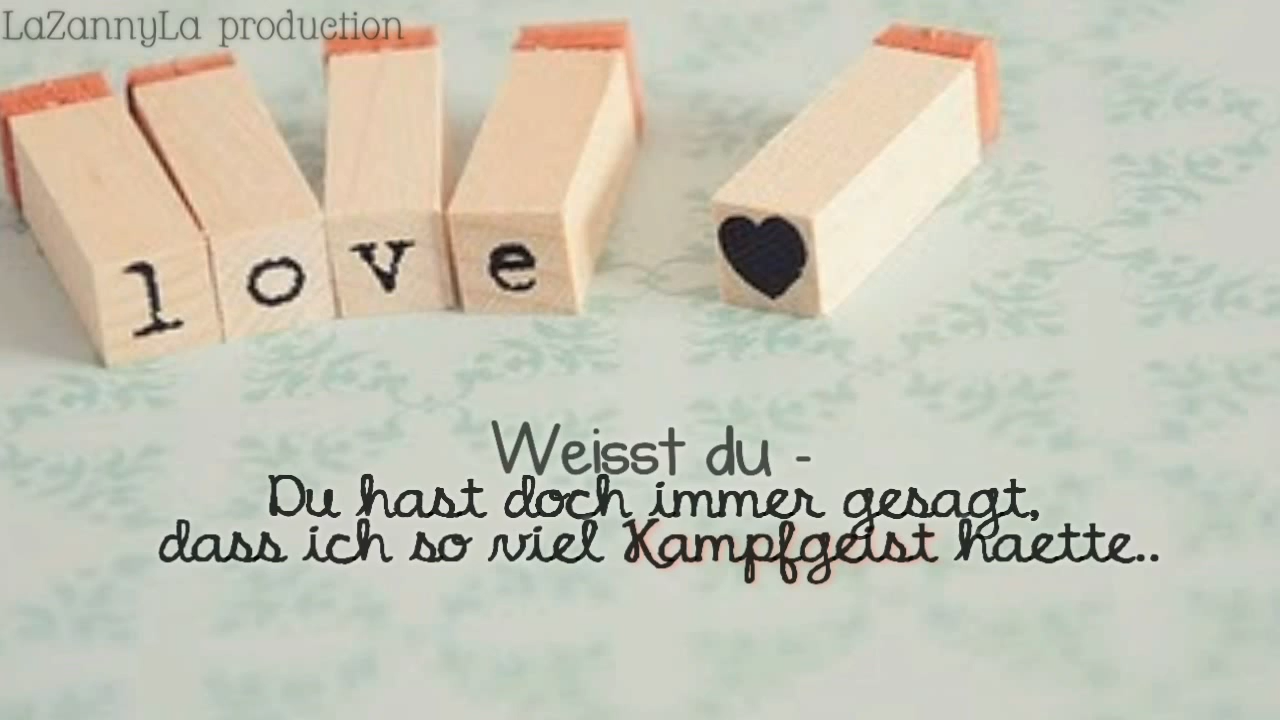 LaZannyLa production
love
Weisst du -
Du hast doch immer gesagt,
dass ich so viel Kampfgeist haette..